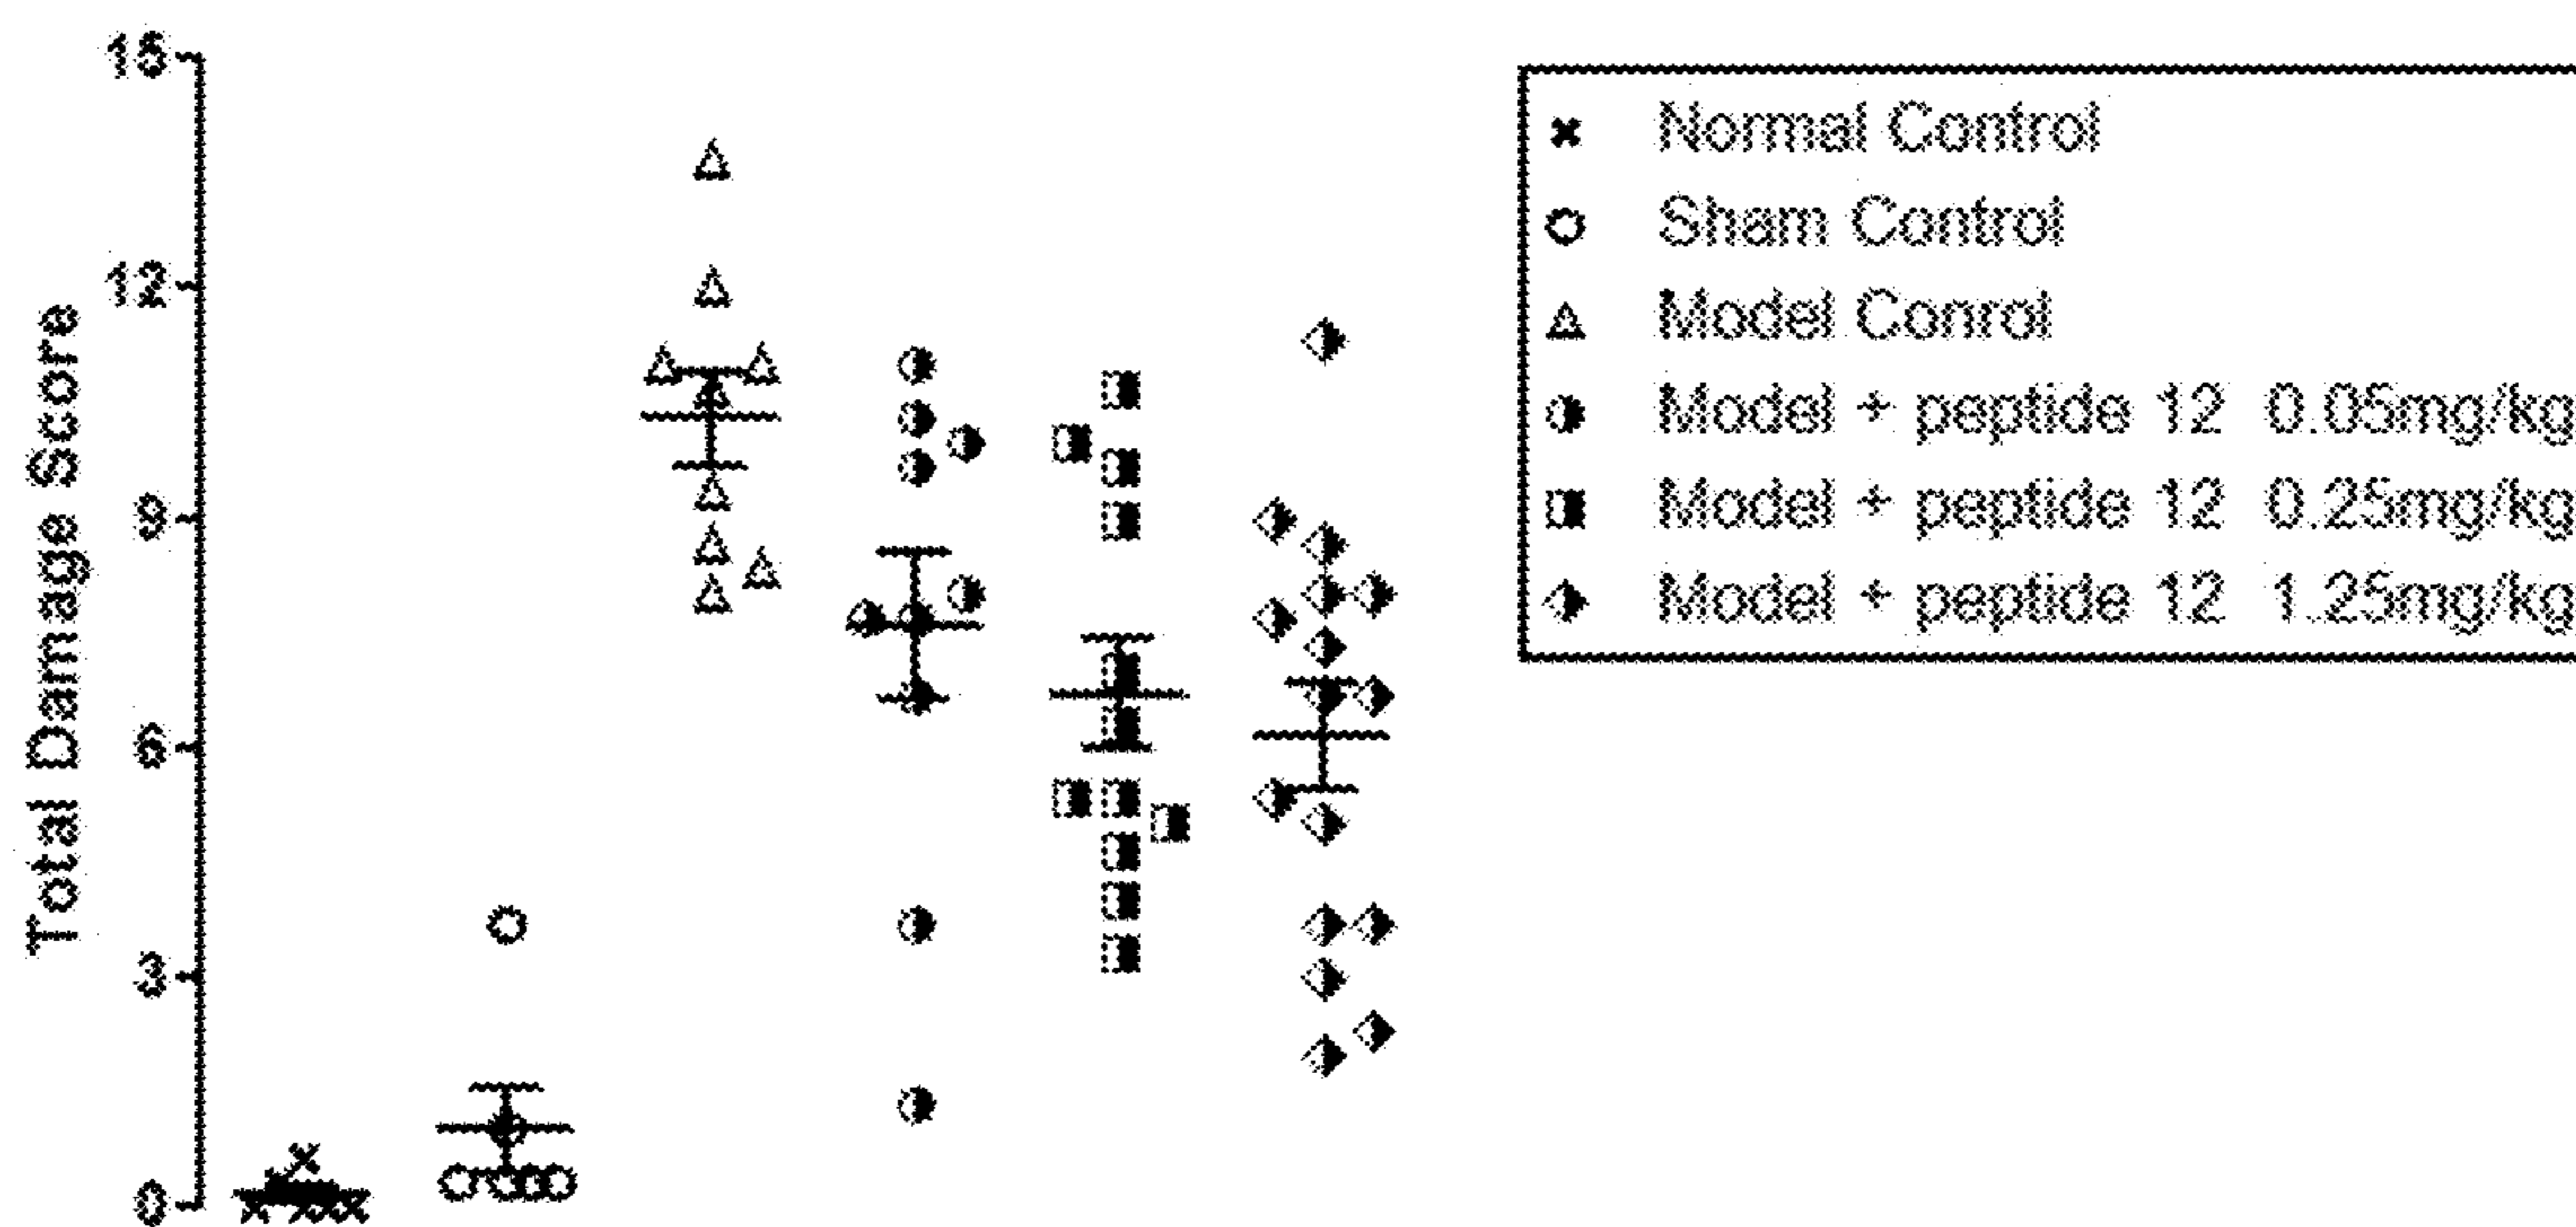 Total Damage Score
15
12
9
6
3
0
Normal Control
Sham Control
Model Conrol
Model + peptide 12 0.05mg/kg
Model + peptide 12 0.25mg/kg
Model + peptide 12 1.25mg/kg